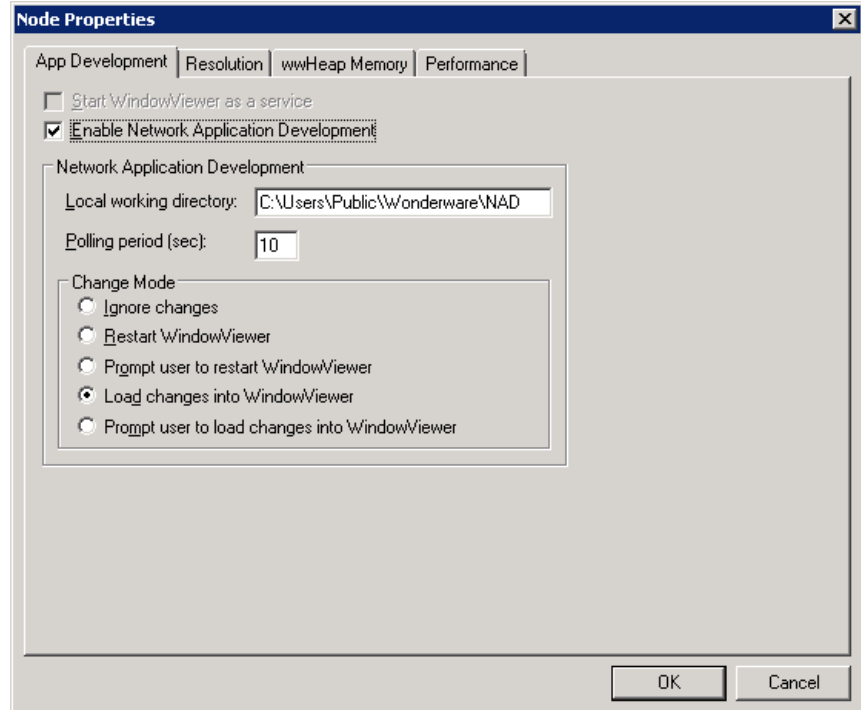 Node Properties
App Development Resolution wwHeap Memory Performance
Start WindowViewer as a service
Enable Network Application Development
Network Application Development
Local working directory: C:\Users\Public\Wonderware\NAD
Polling period (sec): 10
Change Mode
Ignore changes
Restart WindowViewer
Prompt user to restart WindowViewer
Load changes into WindowViewer
Prompt user to load changes into WindowViewer
OK Cancel